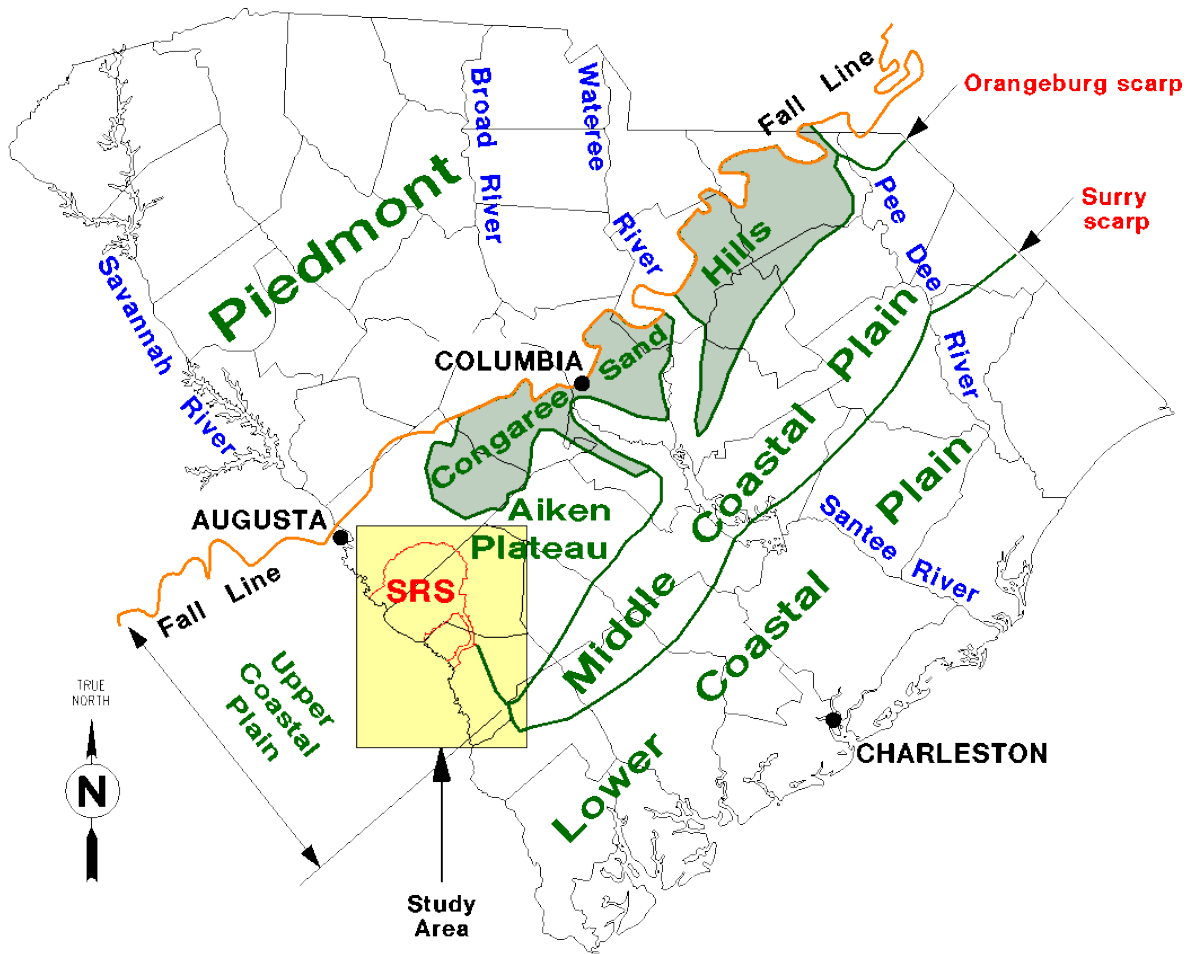 Fall Line
Orangeburg scarp
Surry
scarp
Broad River
Wateree River
Pee Dee River
Piedmont
Savannah River
Congaree Sand Hills
COLUMBIA
Aiken
Plateau
AUGUSTA
Fall Line
SRS
Upper
Coastal
Plain
Middle Coastal Plain
Lower Coastal Plain
Santee River
CHARLESTON
TRUE
NORTH
N
Study
Area